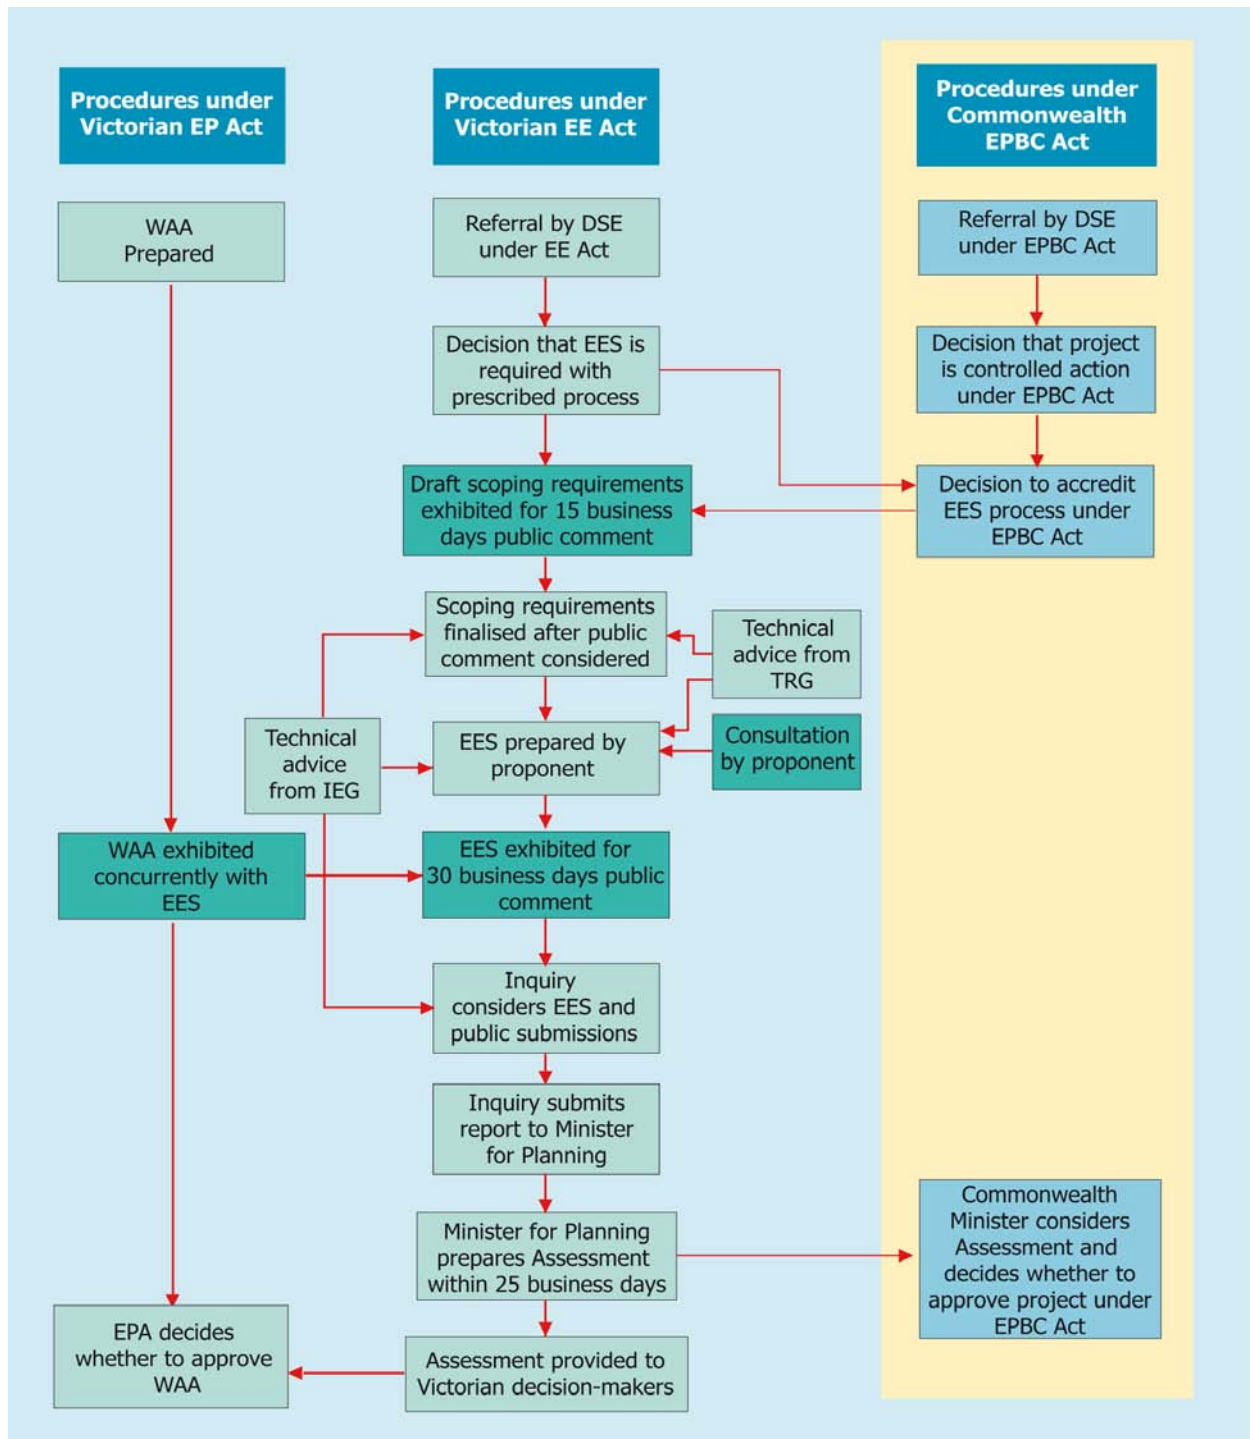 Procedures under
Victorian EP Act
Procedures under
Victorian EE Act
Procedures under
Commonwealth
EPBC Act
WAA
Prepared
Referral by DSE
under EE Act
Referral by DSE
under EPBC Act
Decision that EES is
required with
prescribed process
Decision that project
is controlled action
under EPBC Act
Draft scoping requirements
exhibited for 15 business
days public comment
Decision to accredit
EES process under
EPBC Act
Scoping requirements
finalised after public
comment considered
Technical
advice from
TRG
Technical
advice
from IEG
EES prepared by
proponent
Consultation
by proponent
WAA exhibited
concurrently with
EES
EES exhibited for
30 business days public
comment
Inquiry
considers EES and
public submissions
Inquiry submits
report to Minister
for Planning
Minister for Planning
prepares Assessment
within 25 business days
Commonwealth
Minister considers
Assessment and
decides whether to
approve project under
EPBC Act
EPA decides
whether to approve
WAA
Assessment provided to
Victorian decision-makers